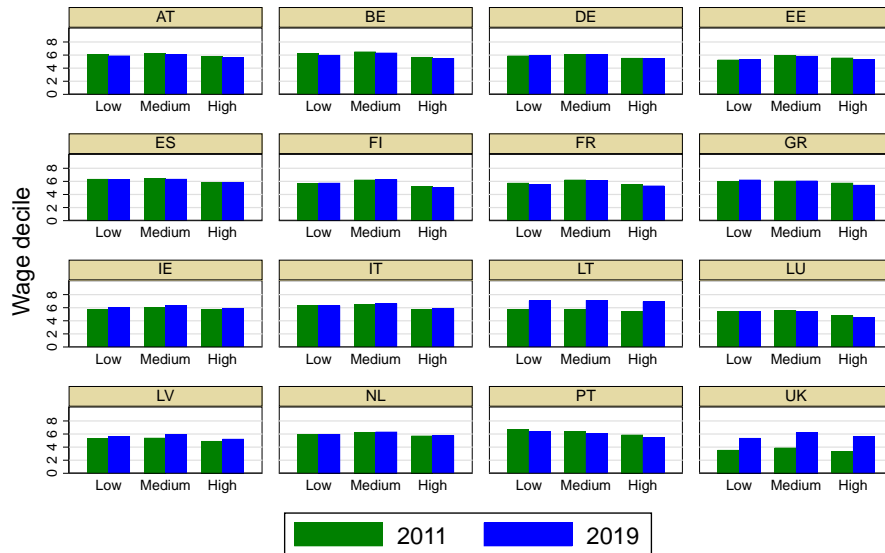 AT BE DE EE
0 2 4 6 8
Low Medium High Low Medium High Low Medium High Low Medium High
ES FI FR GR
0 2 4 6 8
Low Medium High Low Medium High Low Medium High Low Medium High
Wage decile
IE IT LT LU
0 2 4 6 8
Low Medium High Low Medium High Low Medium High Low Medium High
LV NL PT UK
0 2 4 6 8
Low Medium High Low Medium High Low Medium High Low Medium High
2011 2019